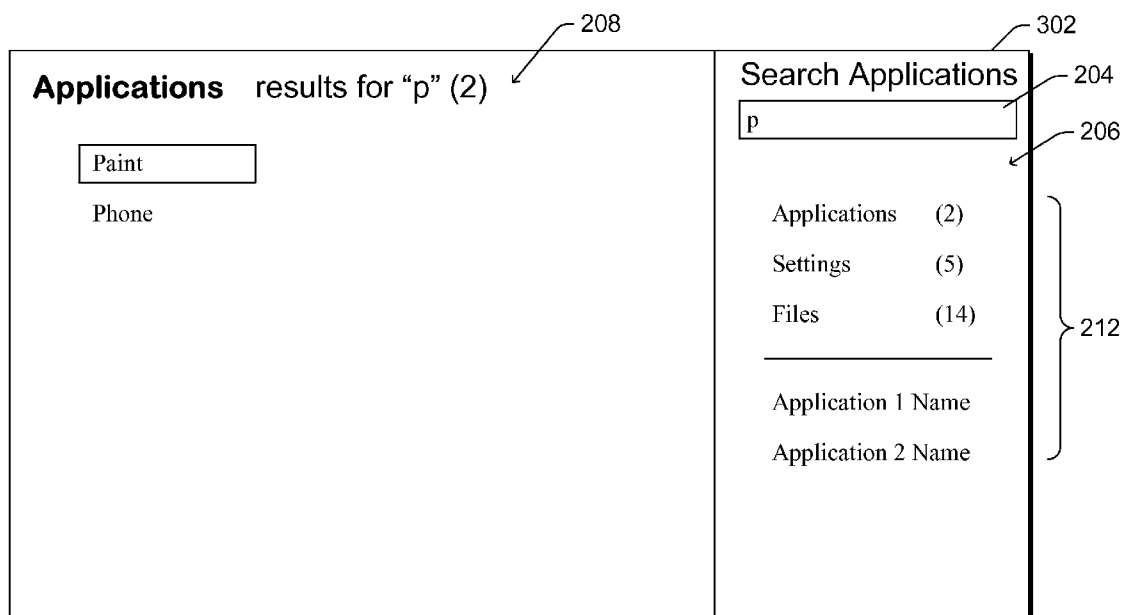 208
302
Applications results for “p” (2)
Search Applications
204
p
206
Paint
Phone
Applications (2)
Settings (5)
Files (14)
212
Application 1 Name
Application 2 Name